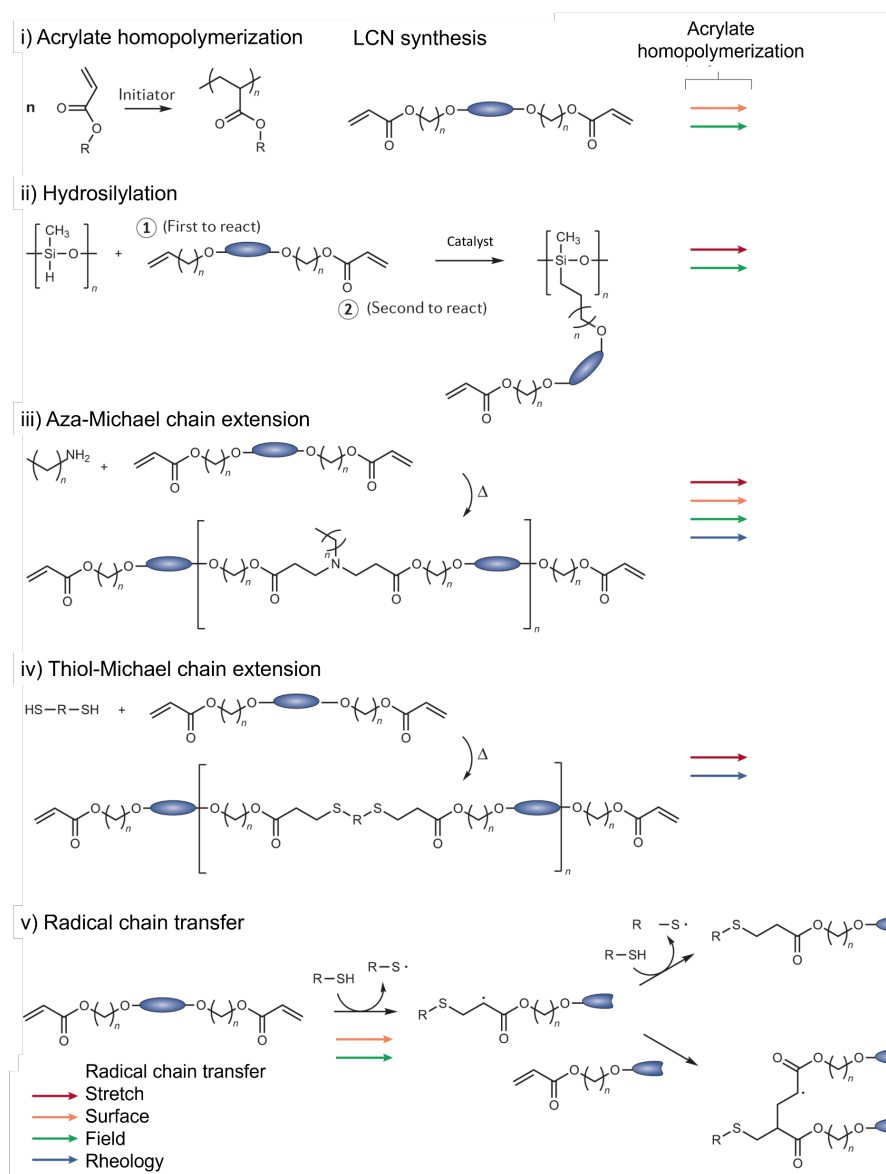 i) Acrylate homopolymerization
LCN synthesis
Acrylate
homopolymerization
n
O
O
R
Initiator
n
O
O
R
O
O
n
O
O
n
O
O
ii) Hydrosilylation
CH3
Si
O
H
n
+
1 (First to react)
n
O
O
n
O
O
2 (Second to react)
Catalyst
CH3
Si
O
n
n
O
O
O
n
O
iii) Aza-Michael chain extension
n
NH2
+
O
O
n
O
O
n
O
O
Δ
O
O
n
O
O
n
O
O
n
N
O
O
n
O
O
n
n
O
O
iv) Thiol-Michael chain extension
HS–R–SH
+
O
O
n
O
O
n
O
O
Δ
O
O
n
O
O
n
O
O
S
R
S
O
O
n
O
O
n
n
O
O
v) Radical chain transfer
O
O
n
O
O
n
O
O
R–SH
R–S·
R
S
·
O
O
n
O
R –S·
R–SH
R
S
O
O
n
O
O
O
n
O
O
O
n
O
·
R
S
O
O
n
O
Radical chain transfer
Stretch
Surface
Field
Rheology